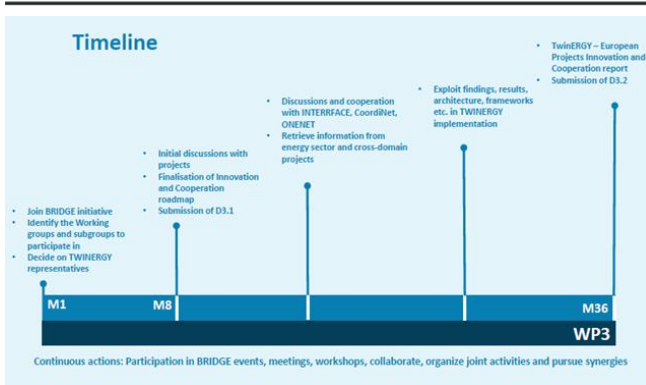 Timeline
• TwinERGY – European
Projects Innovation and
Cooperation report
• Submission of D3.2
• Exploit findings, results,
architecture, frameworks
etc. in TWINERGY
implementation
• Discussions and cooperation
with INTERRFACE, CoordiNet,
ONENET
• Retrieve information from
energy sector and cross-domain
projects
• Initial discussions with
projects
• Finalisation of Innovation
and Cooperation
roadmap
• Submission of D3.1
• Join BRIDGE initiative
• Identify the Working
groups and subgroups to
participate in
• Decide on TWINERGY
representatives
M1
M8
M36
WP3
Continuous actions: Participation in BRIDGE events, meetings, workshops, collaborate, organize joint activities and pursue synergies